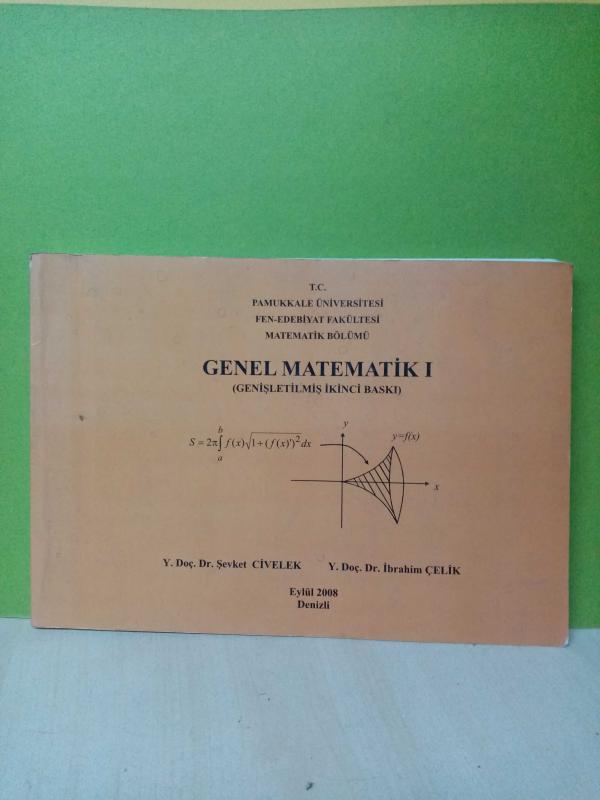 T.C.
PAMUKKALE ÜNİVERSİTESİ
FEN-EDEBİYAT FAKÜLTESİ
MATEMATİK BÖLÜMÜ
GENEL MATEMATİK I
(GENİŞLETİLMİŞ İKİNCİ BASKI)
S = 2π∫_a^b f(x)√(1+(f(x)')²) dx
y
y=f(x)
x
Y. Doç. Dr. Şevket CİVELEK Y. Doç. Dr. İbrahim ÇELİK
Eylül 2008
Denizli